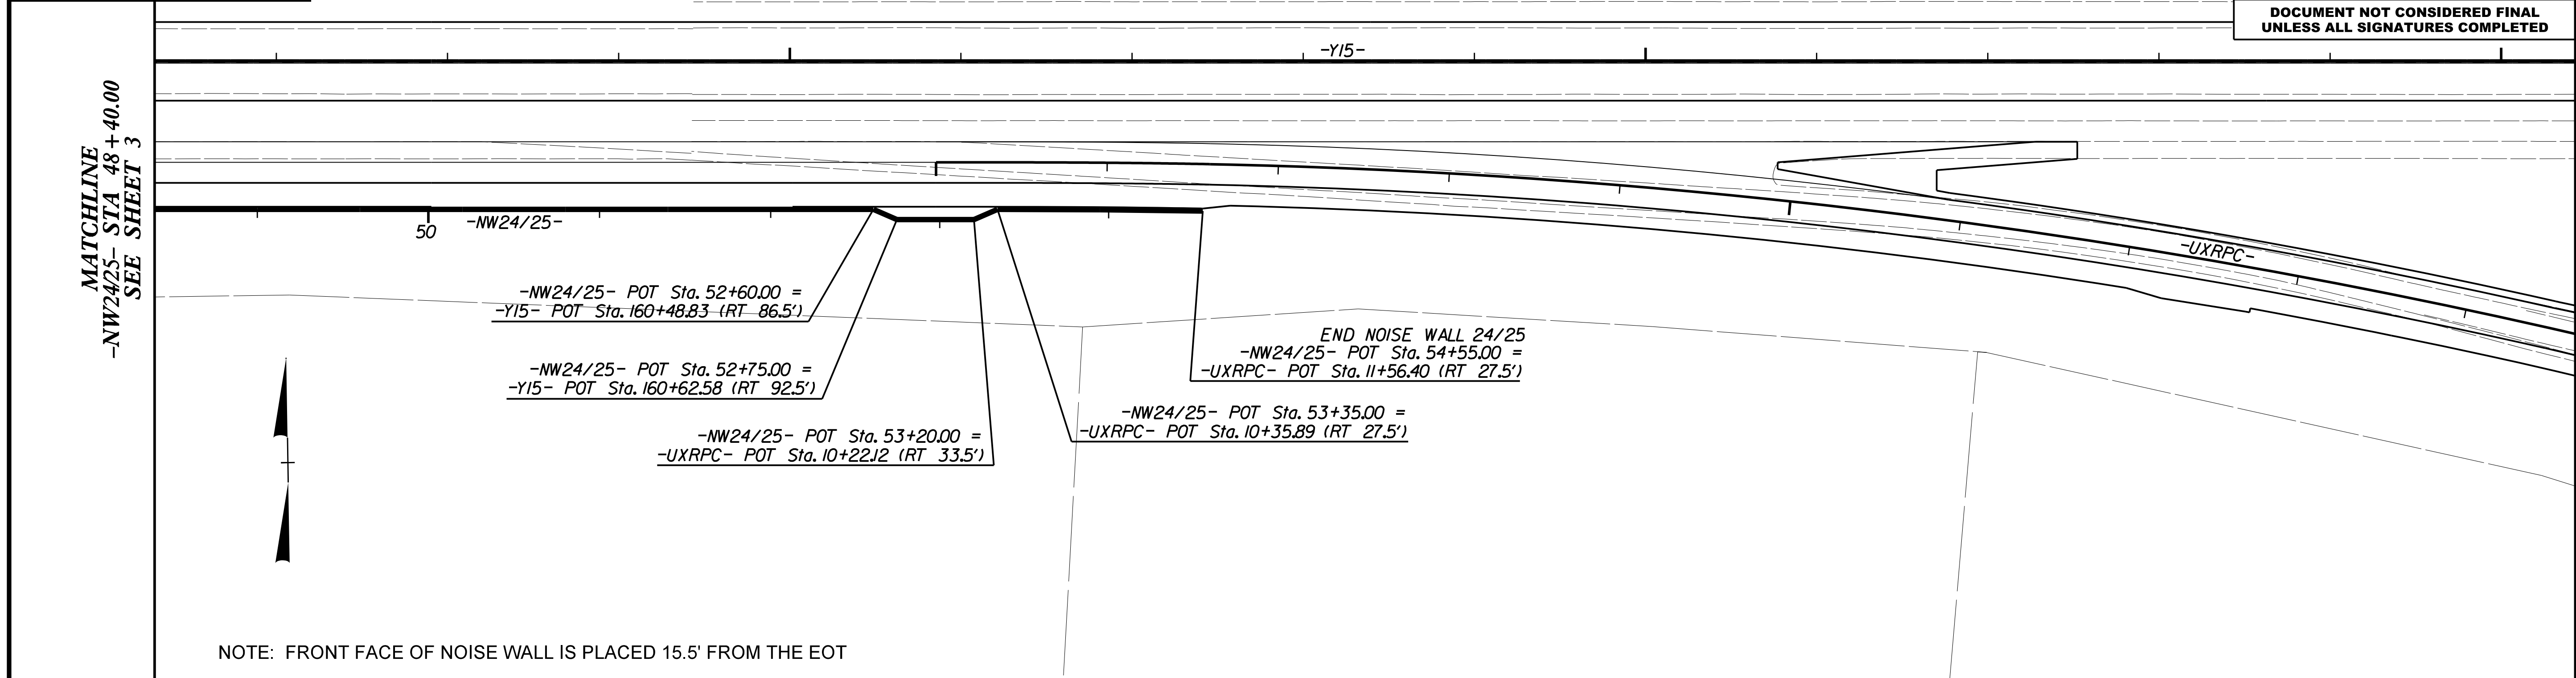 DOCUMENT NOT CONSIDERED FINAL
UNLESS ALL SIGNATURES COMPLETED
-Y15-
MATCHLINE
-NW24/25- STA 48+40.00
SEE SHEET 3
50
-NW24/25-
-UXRPC-
-NW24/25- POT Sta. 52+60.00 =
-Y15- POT Sta. 160+48.83 (RT 86.5')
-NW24/25- POT Sta. 52+75.00 =
-Y15- POT Sta. 160+62.58 (RT 92.5')
-NW24/25- POT Sta. 53+20.00 =
-UXRPC- POT Sta. 10+22.12 (RT 33.5')
END NOISE WALL 24/25
-NW24/25- POT Sta. 54+55.00 =
-UXRPC- POT Sta. 11+56.40 (RT 27.5')
-NW24/25- POT Sta. 53+35.00 =
-UXRPC- POT Sta. 10+35.89 (RT 27.5')
NOTE: FRONT FACE OF NOISE WALL IS PLACED 15.5' FROM THE EOT